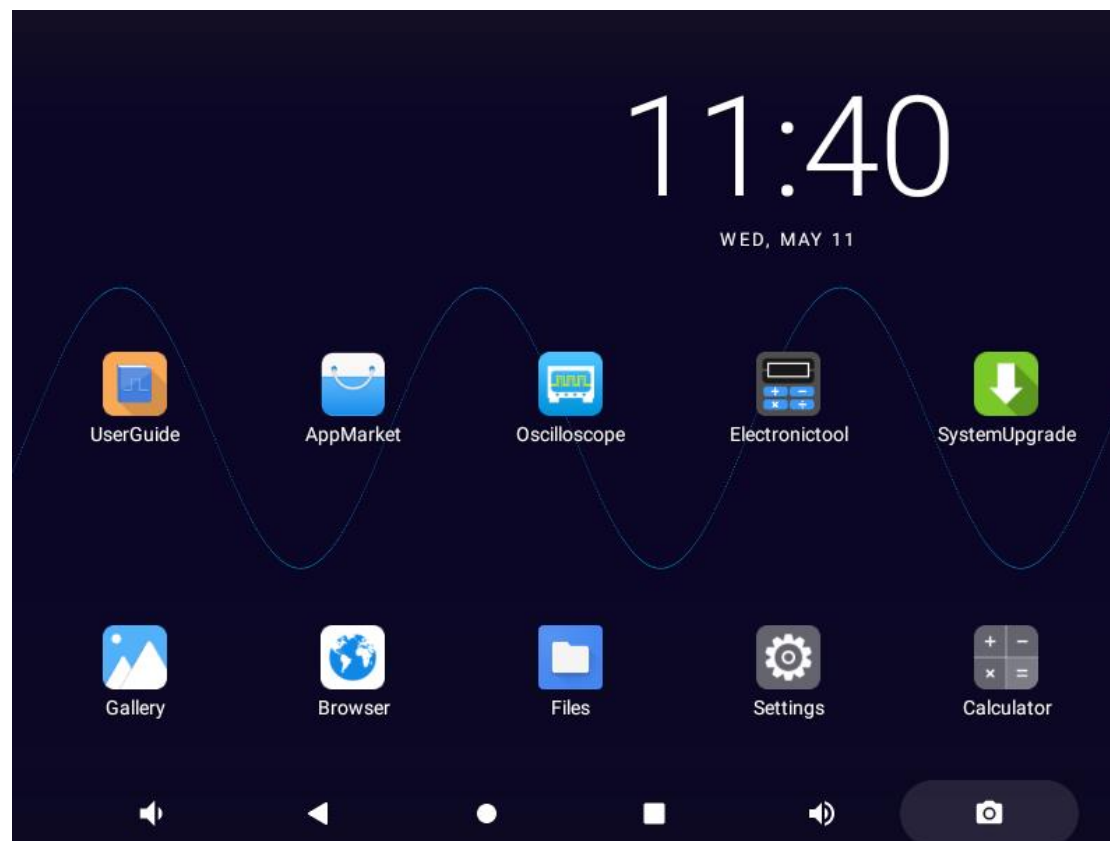 11:40
WED, MAY 11
UserGuide AppMarket Oscilloscope Electronictool SystemUpgrade
Gallery Browser Files Settings Calculator